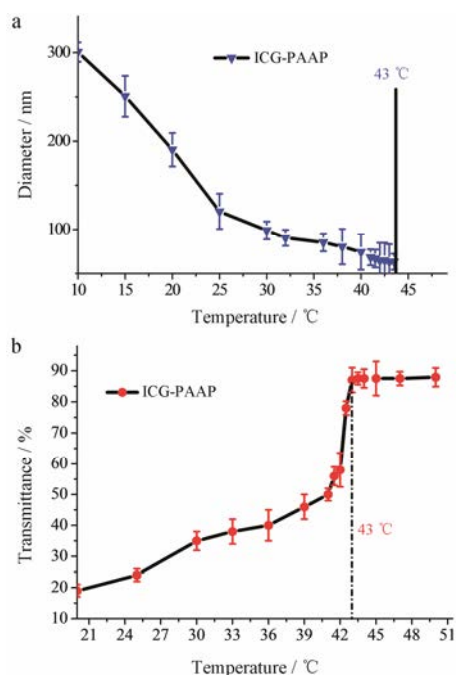 a
300
200
100
Diameter / nm
ICG-PAAP
43 ℃
10 15 20 25 30 35 40 45
Temperature / ℃
b
90
80
70
60
50
40
30
20
10
Transmittance / %
ICG-PAAP
43 ℃
21 24 27 30 33 36 39 42 45 48 51
Temperature / ℃